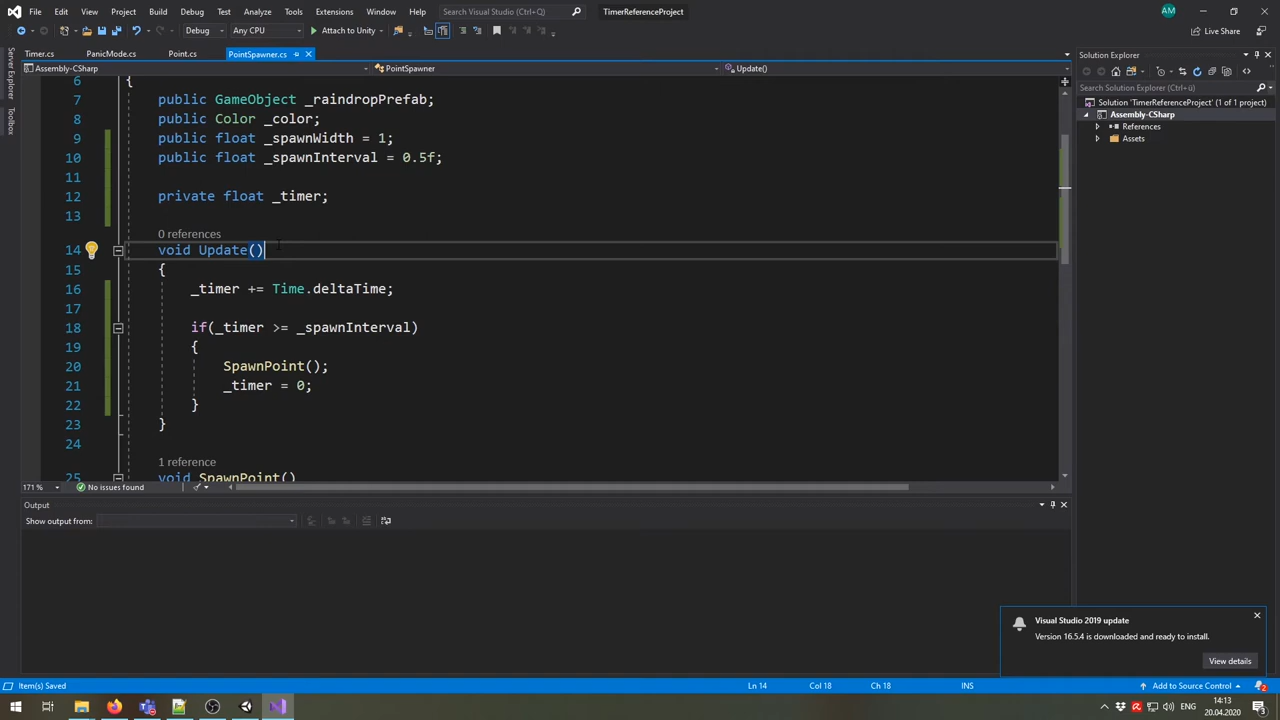 File Edit View Project Build Debug Test Analyze Tools Extensions Window Help Search Visual Studio (Ctrl+Q) TimerReferenceProject AM
Debug Any CPU Attach to Unity Live Share
Timer.cs PanicMode.cs Point.cs PointSpawner.cs
Assembly-CSharp PointSpawner Update()
Server Explorer
Toolbox
6 {
7 public GameObject _raindropPrefab;
8 public Color _color;
9 public float _spawnWidth = 1;
10 public float _spawnInterval = 0.5f;
11
12 private float _timer;
13
0 references
14 void Update()
15 {
16 _timer += Time.deltaTime;
17
18 if(_timer >= _spawnInterval)
19 {
20 SpawnPoint();
21 _timer = 0;
22 }
23 }
24
1 reference
25 void SpawnPoint()
171 % No issues found
Output
Show output from:
Solution Explorer
Search Solution Explorer (Ctrl+ü)
Solution 'TimerReferenceProject' (1 of 1 project)
Assembly-CSharp
References
Assets
Visual Studio 2019 update
Version 16.5.4 is downloaded and ready to install.
View details
Item(s) Saved Ln 14 Col 18 Ch 18 INS Add to Source Control 2
ENG 14:13 20.04.2020 3